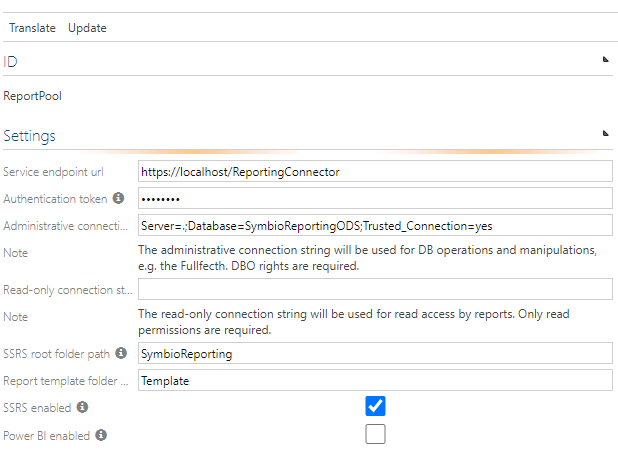 Translate Update
ID
ReportPool
Settings
Service endpoint url https://localhost/ReportingConnector
Authentication token ••••••••
Administrative connecti... Server=.;Database=SymbioReportingODS;Trusted_Connection=yes
Note The administrative connection string will be used for DB operations and manipulations,
e.g. the Fullfecth. DBO rights are required.
Read-only connection st...
Note The read-only connection string will be used for read access by reports. Only read
permissions are required.
SSRS root folder path SymbioReporting
Report template folder ... Template
SSRS enabled
Power BI enabled